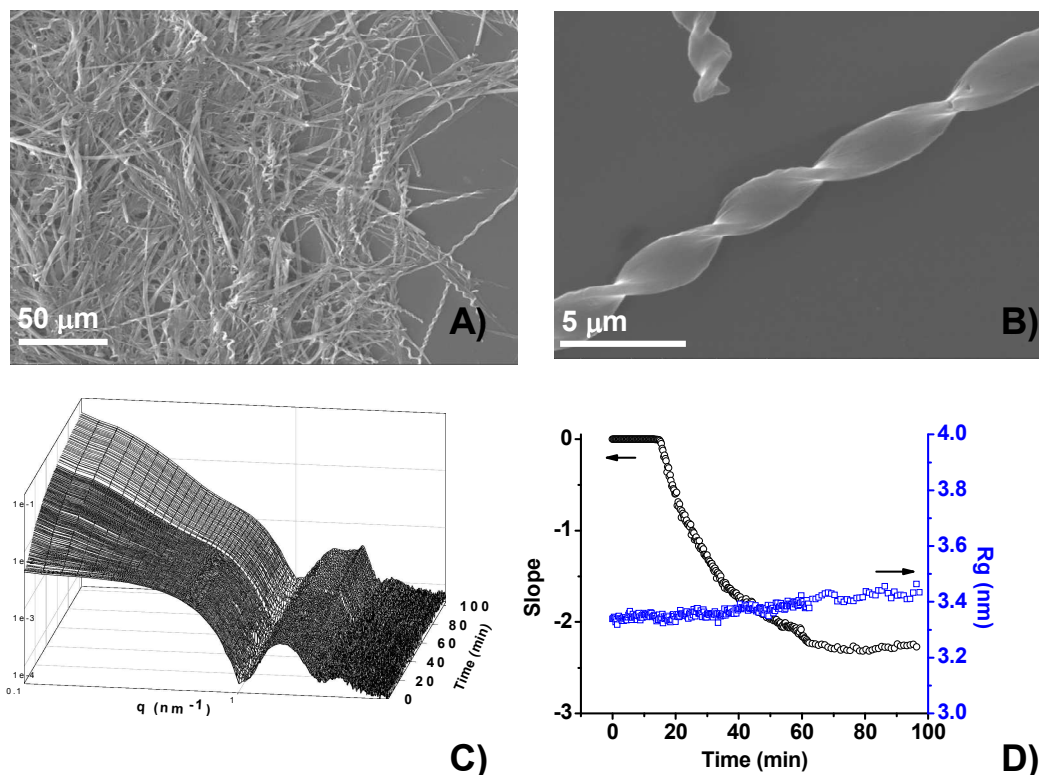 50 μm
A)
5 μm
B)
1e-1
1e-
1e-3
1e-4
0.1
1
q (nm-1)
0
20
40
60
80
100
Time (min)
C)
0
-1
-2
-3
Slope
0
20
40
60
80
100
Time (min)
4.0
3.8
3.6
3.4
3.2
3.0
Rg (nm)
D)